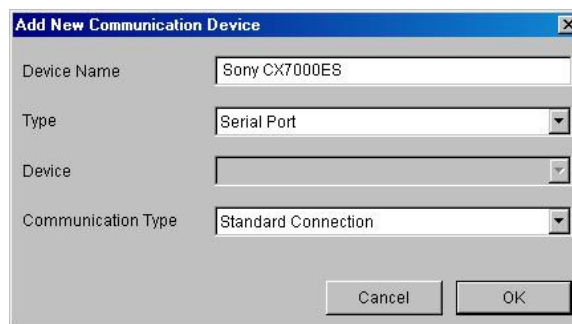 Add New Communication Device
Device Name Sony CX7000ES
Type Serial Port
Device
Communication Type Standard Connection
Cancel OK